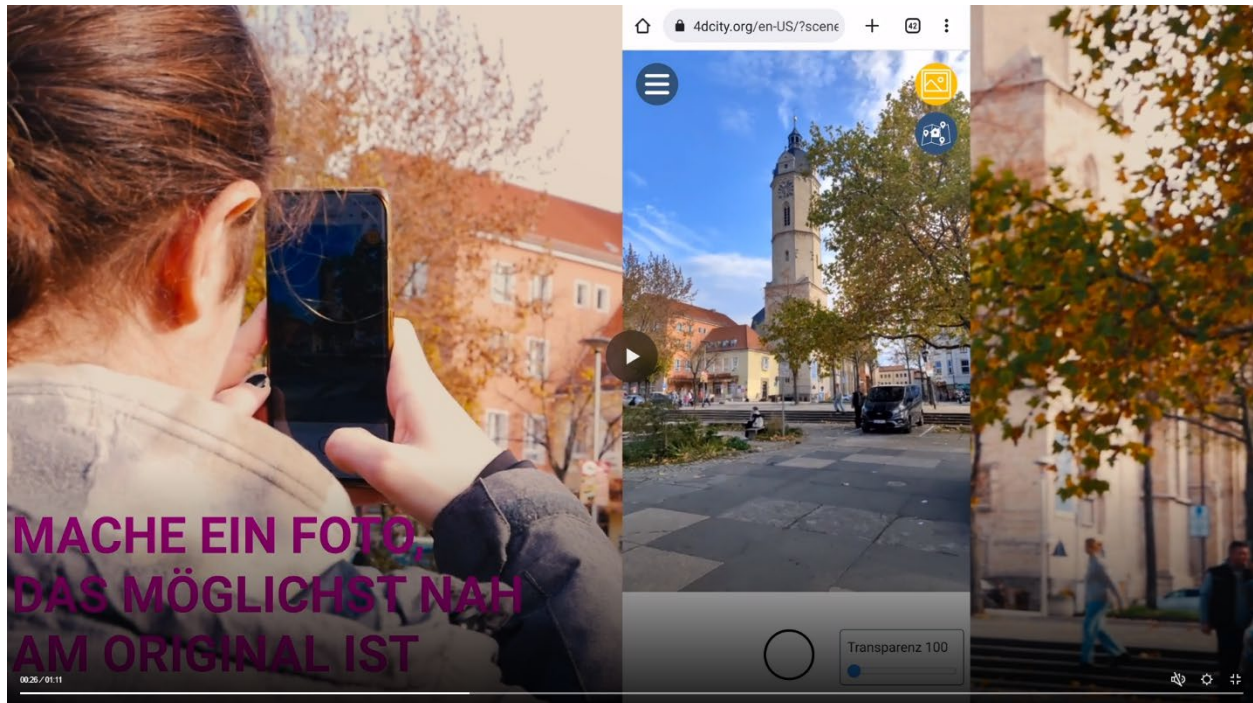 4dcity.org/en-US/?scene
42
MACHE EIN FOTO,
DAS MÖGLICHST NAH
AM ORIGINAL IST
Transparenz 100
00:26 / 01:11